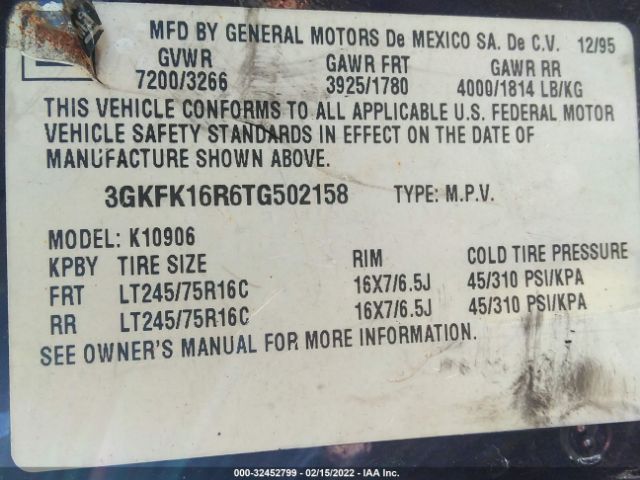 MFD BY GENERAL MOTORS De MEXICO SA. De C.V. 12/95
GVWR GAWR FRT GAWR RR
7200/3266 3925/1780 4000/1814 LB/KG
THIS VEHICLE CONFORMS TO ALL APPLICABLE U.S. FEDERAL MOTOR
VEHICLE SAFETY STANDARDS IN EFFECT ON THE DATE OF
MANUFACTURE SHOWN ABOVE.
3GKFK16R6TG502158 TYPE: M.P.V.
MODEL: K10906
KPBY TIRE SIZE RIM COLD TIRE PRESSURE
FRT LT245/75R16C 16X7/6.5J 45/310 PSI/KPA
RR LT245/75R16C 16X7/6.5J 45/310 PSI/KPA
SEE OWNER'S MANUAL FOR MORE INFORMATION.
000-32452799 - 02/15/2022 - IAA Inc.